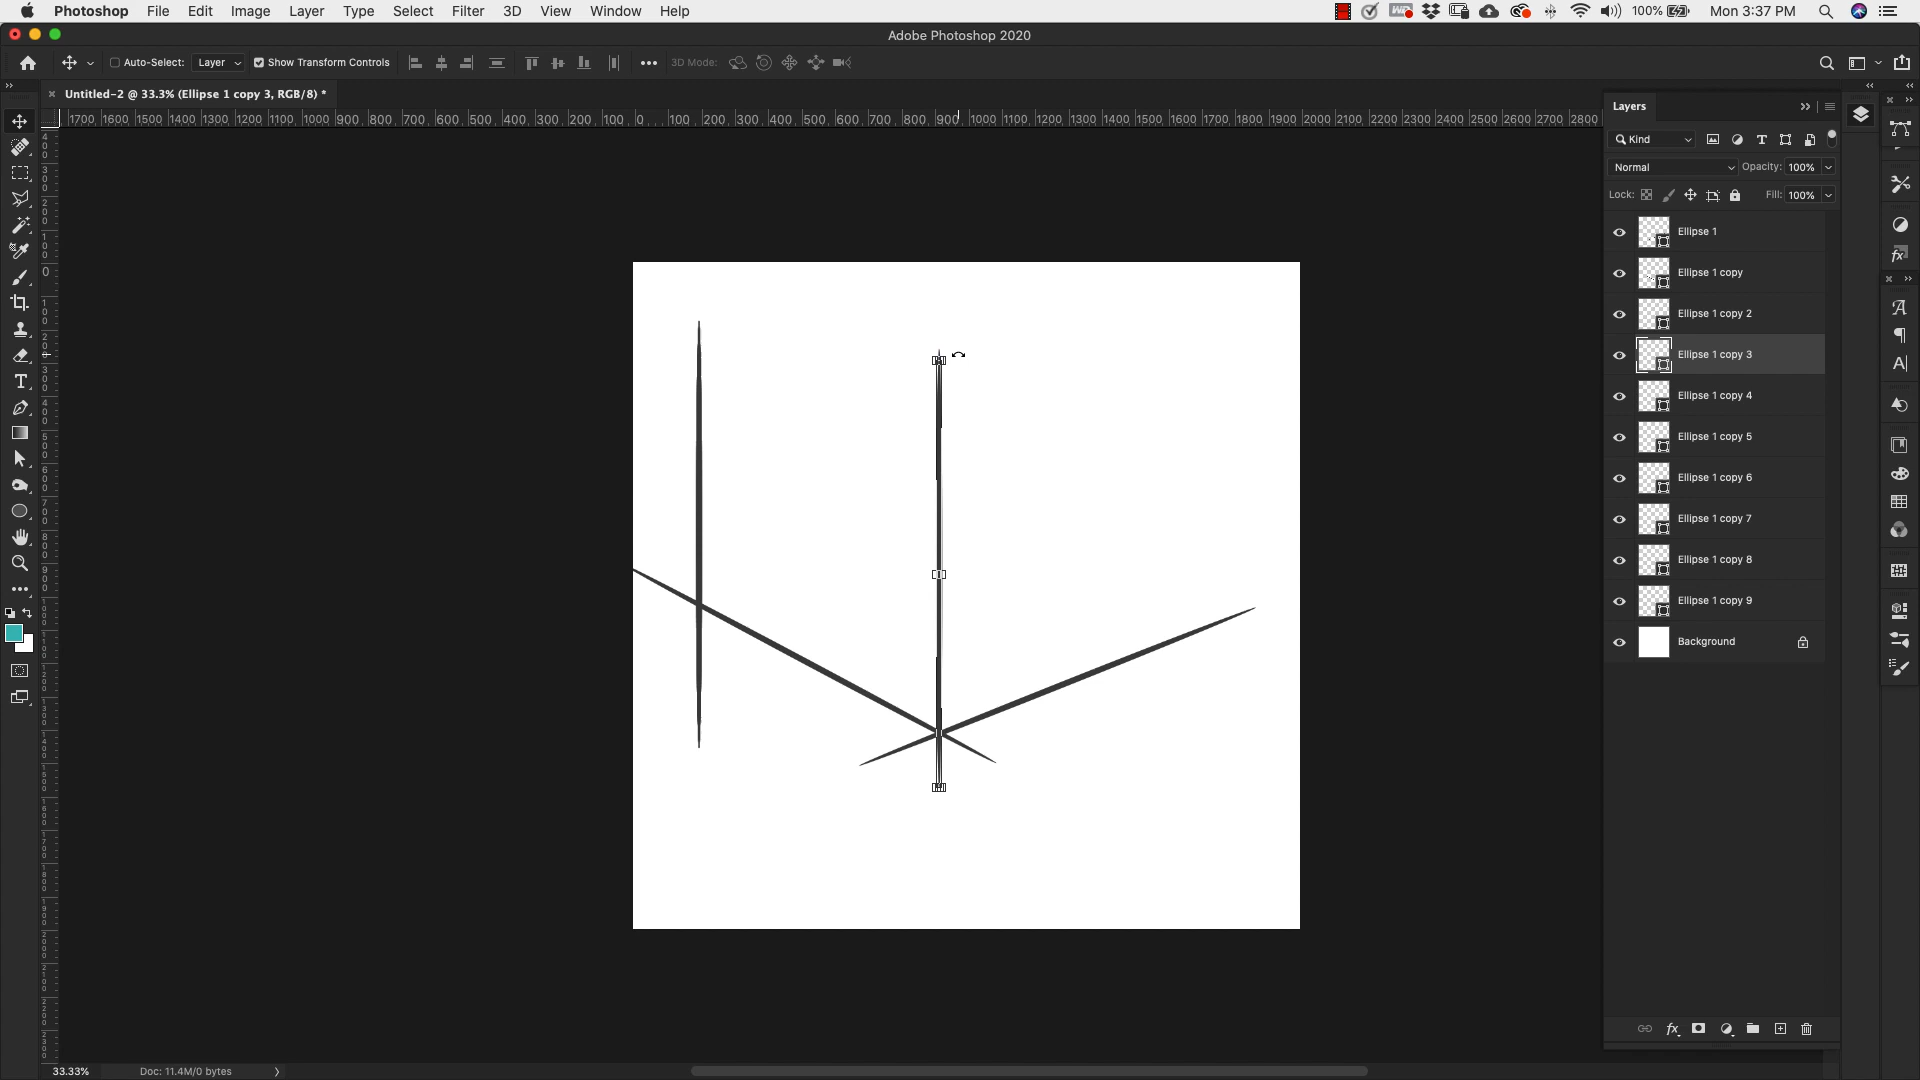 Photoshop File Edit Image Layer Type Select Filter 3D View Window Help 100% Mon 3:37 PM
Adobe Photoshop 2020
Auto-Select: Layer Show Transform Controls 3D Mode:
Untitled-2 @ 33.3% (Ellipse 1 copy 3, RGB/8) *
1700 1600 1500 1400 1300 1200 1100 1000 900 800 700 600 500 400 300 200 100 0 100 200 300 400 500 600 700 800 900 1000 1100 1200 1300 1400 1500 1600 1700 1800 1900 2000 2100 2200 2300 2400 2500 2600 2700 2800
Layers
Kind
Normal Opacity: 100%
Lock: Fill: 100%
Ellipse 1
Ellipse 1 copy
Ellipse 1 copy 2
Ellipse 1 copy 3
Ellipse 1 copy 4
Ellipse 1 copy 5
Ellipse 1 copy 6
Ellipse 1 copy 7
Ellipse 1 copy 8
Ellipse 1 copy 9
Background
fx
33.33% Doc: 11.4M/0 bytes